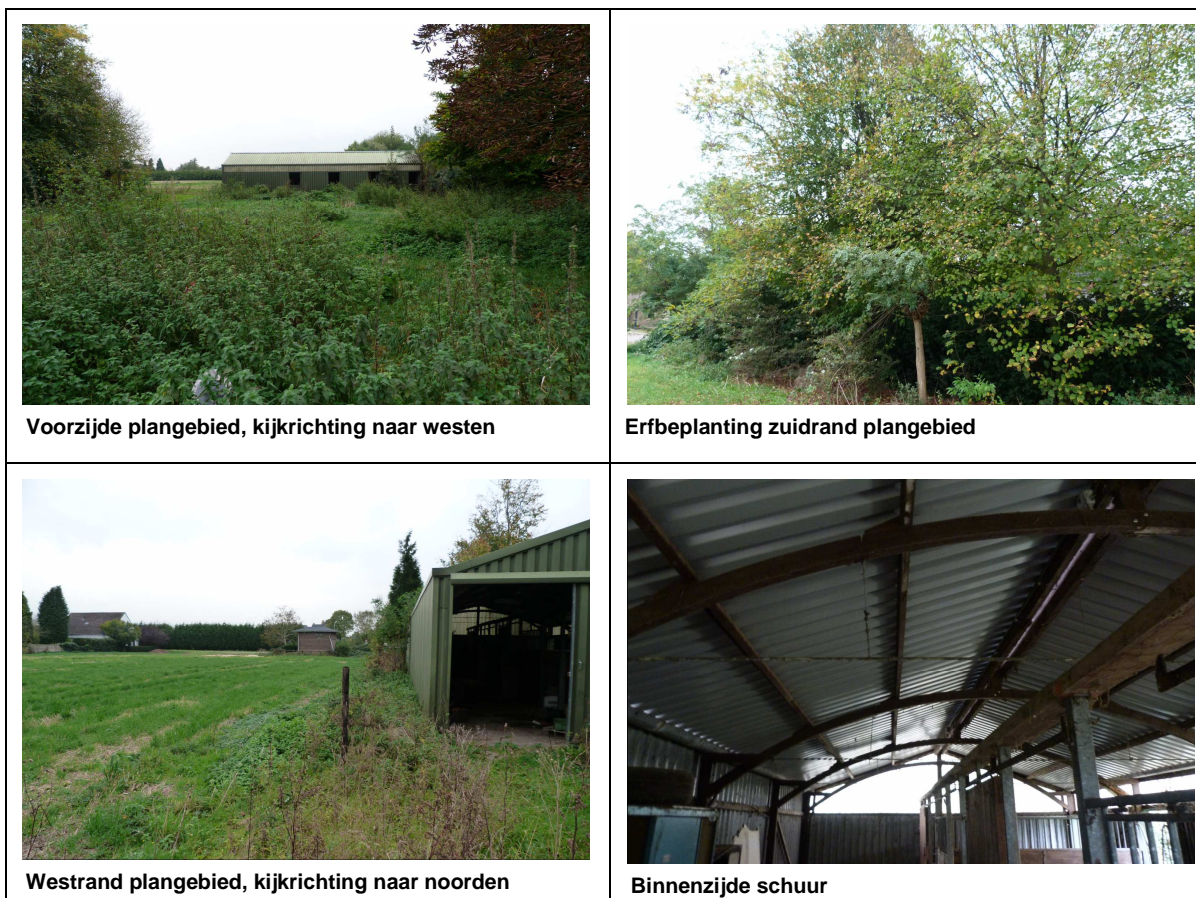 Voorzijde plangebied, kijkrichting naar westen
Erfbeplanting zuidrand plangebied
Westrand plangebied, kijkrichting naar noorden
Binnenzijde schuur